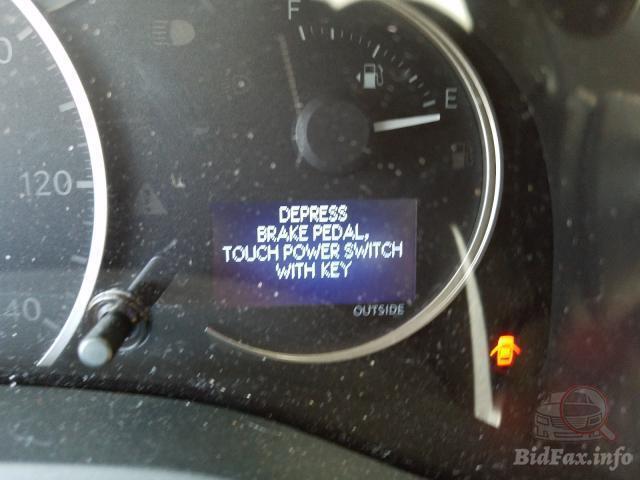 F
E
120
40
DEPRESS
BRAKE PEDAL,
TOUCH POWER SWITCH
WITH KEY
OUTSIDE
BidFax.info